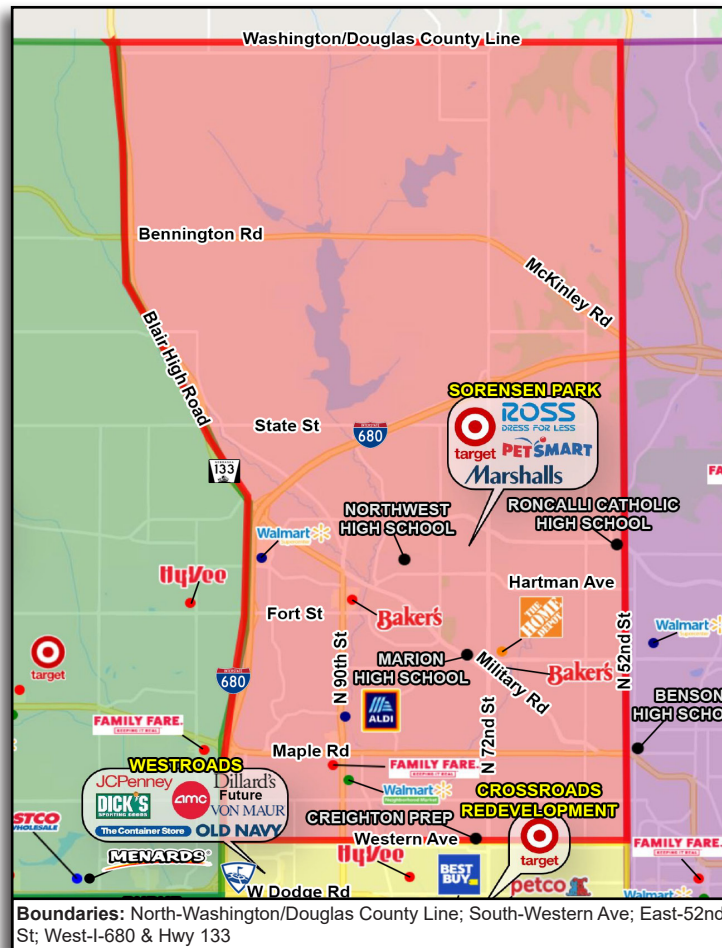 Washington/Douglas County Line
Bennington Rd
McKinley Rd
Blair High Road
SORENSEN PARK
target
ROSS
DRESS FOR LESS
PETSMART
Marshalls
State St
680
133
NORTHWEST
HIGH SCHOOL
RONCALLI CATHOLIC
HIGH SCHOOL
Walmart
HyVee
Hartman Ave
THE HOME DEPOT
Fort St
Baker's
N 52nd St
Walmart
target
680
N 90th St
MARION
HIGH SCHOOL
Military Rd
Baker's
ALDI
N 72nd St
BENSON
HIGH SCHO
FAMILY FARE.
KEEPING IT REAL
Maple Rd
FAMILY FARE.
KEEPING IT REAL
Walmart
Neighborhood Market
WESTROADS
JCPenney
Dillard's
Future
DICK'S
SPORTING GOODS
amc
VON MAUR
The Container Store
OLD NAVY
CROSSROADS
REDEVELOPMENT
target
CREIGHTON PREP
Western Ave
STCO
WHOLESALE
MENARDS
HyVee
BEST
BUY
petco
FAMILY FARE.
KEEPING IT REAL
Walmart
W Dodge Rd
FA
Boundaries: North-Washington/Douglas County Line; South-Western Ave; East-52nd
St; West-I-680 & Hwy 133